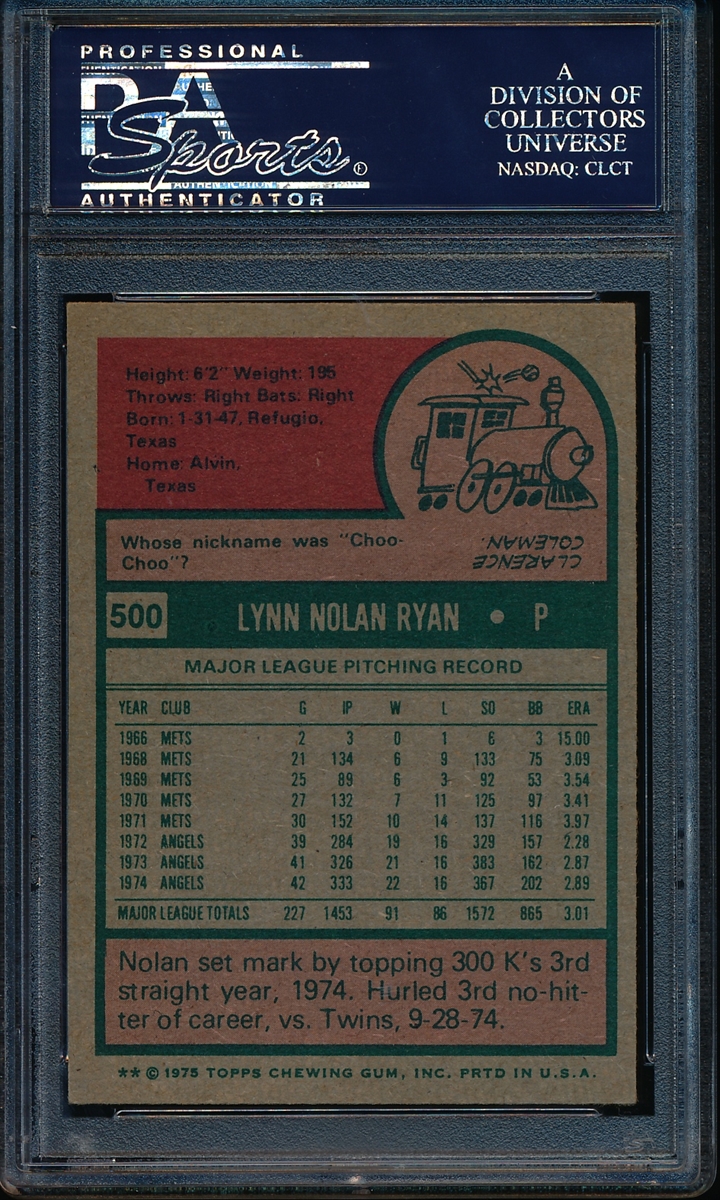 PROFESSIONAL
PSA
Sports®
AUTHENTICATOR
A
DIVISION OF
COLLECTORS
UNIVERSE
NASDAQ: CLCT
Height: 6'2" Weight: 195
Throws: Right Bats: Right
Born: 1-31-47, Refugio,
Texas
Home: Alvin,
Texas
Whose nickname was "Choo-
Choo"?
CLARENCE
COLEMAN.
500 LYNN NOLAN RYAN • P
MAJOR LEAGUE PITCHING RECORD
YEAR CLUB G IP W L SO BB ERA
1966 METS 2 3 0 1 6 3 15.00
1968 METS 21 134 6 9 133 75 3.09
1969 METS 25 89 6 3 92 53 3.54
1970 METS 27 132 7 11 125 97 3.41
1971 METS 30 152 10 14 137 116 3.97
1972 ANGELS 39 284 19 16 329 157 2.28
1973 ANGELS 41 326 21 16 383 162 2.87
1974 ANGELS 42 333 22 16 367 202 2.89
MAJOR LEAGUE TOTALS 227 1453 91 86 1572 865 3.01
Nolan set mark by topping 300 K's 3rd
straight year, 1974. Hurled 3rd no-hit-
ter of career, vs. Twins, 9-28-74.
** © 1975 TOPPS CHEWING GUM, INC. PRTD IN U.S.A.